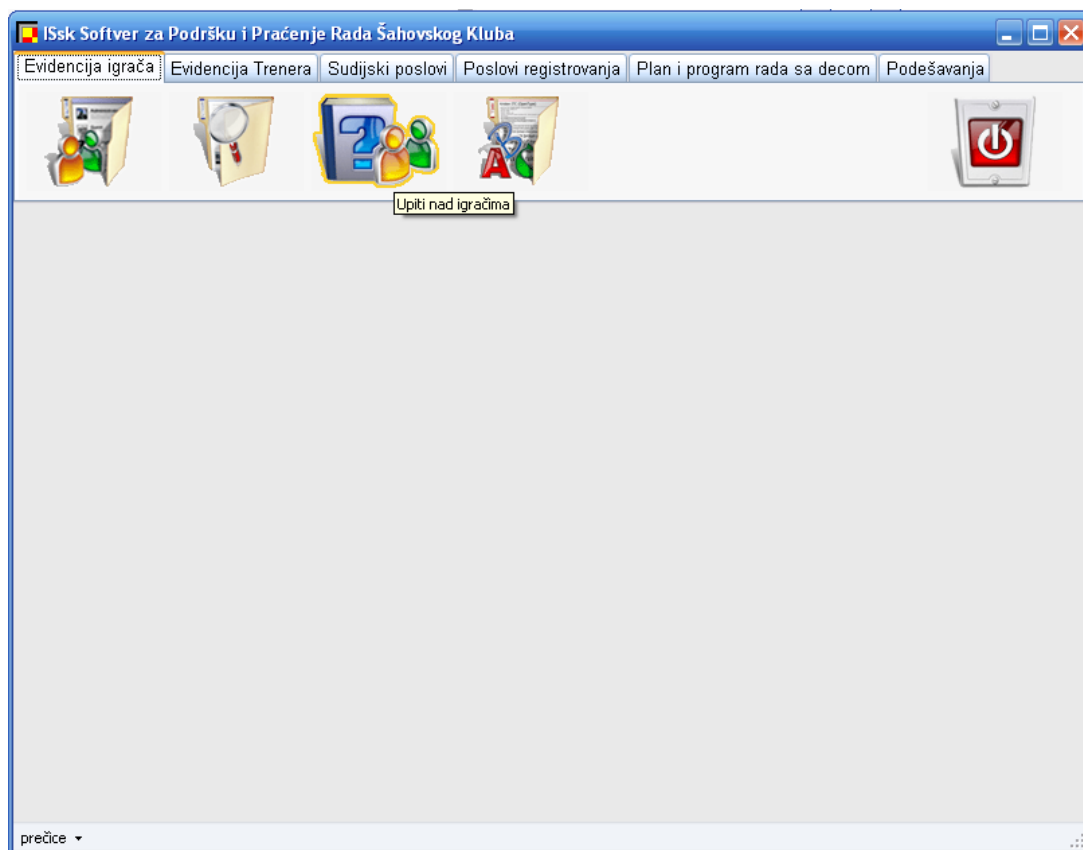 ISsk Softver za Podršku i Praćenje Rada Šahovskog Kluba
Evidencija igrača Evidencija Trenera Sudijski poslovi Poslovi registrovanja Plan i program rada sa decom Podešavanja
Upiti nad igračima
prečice